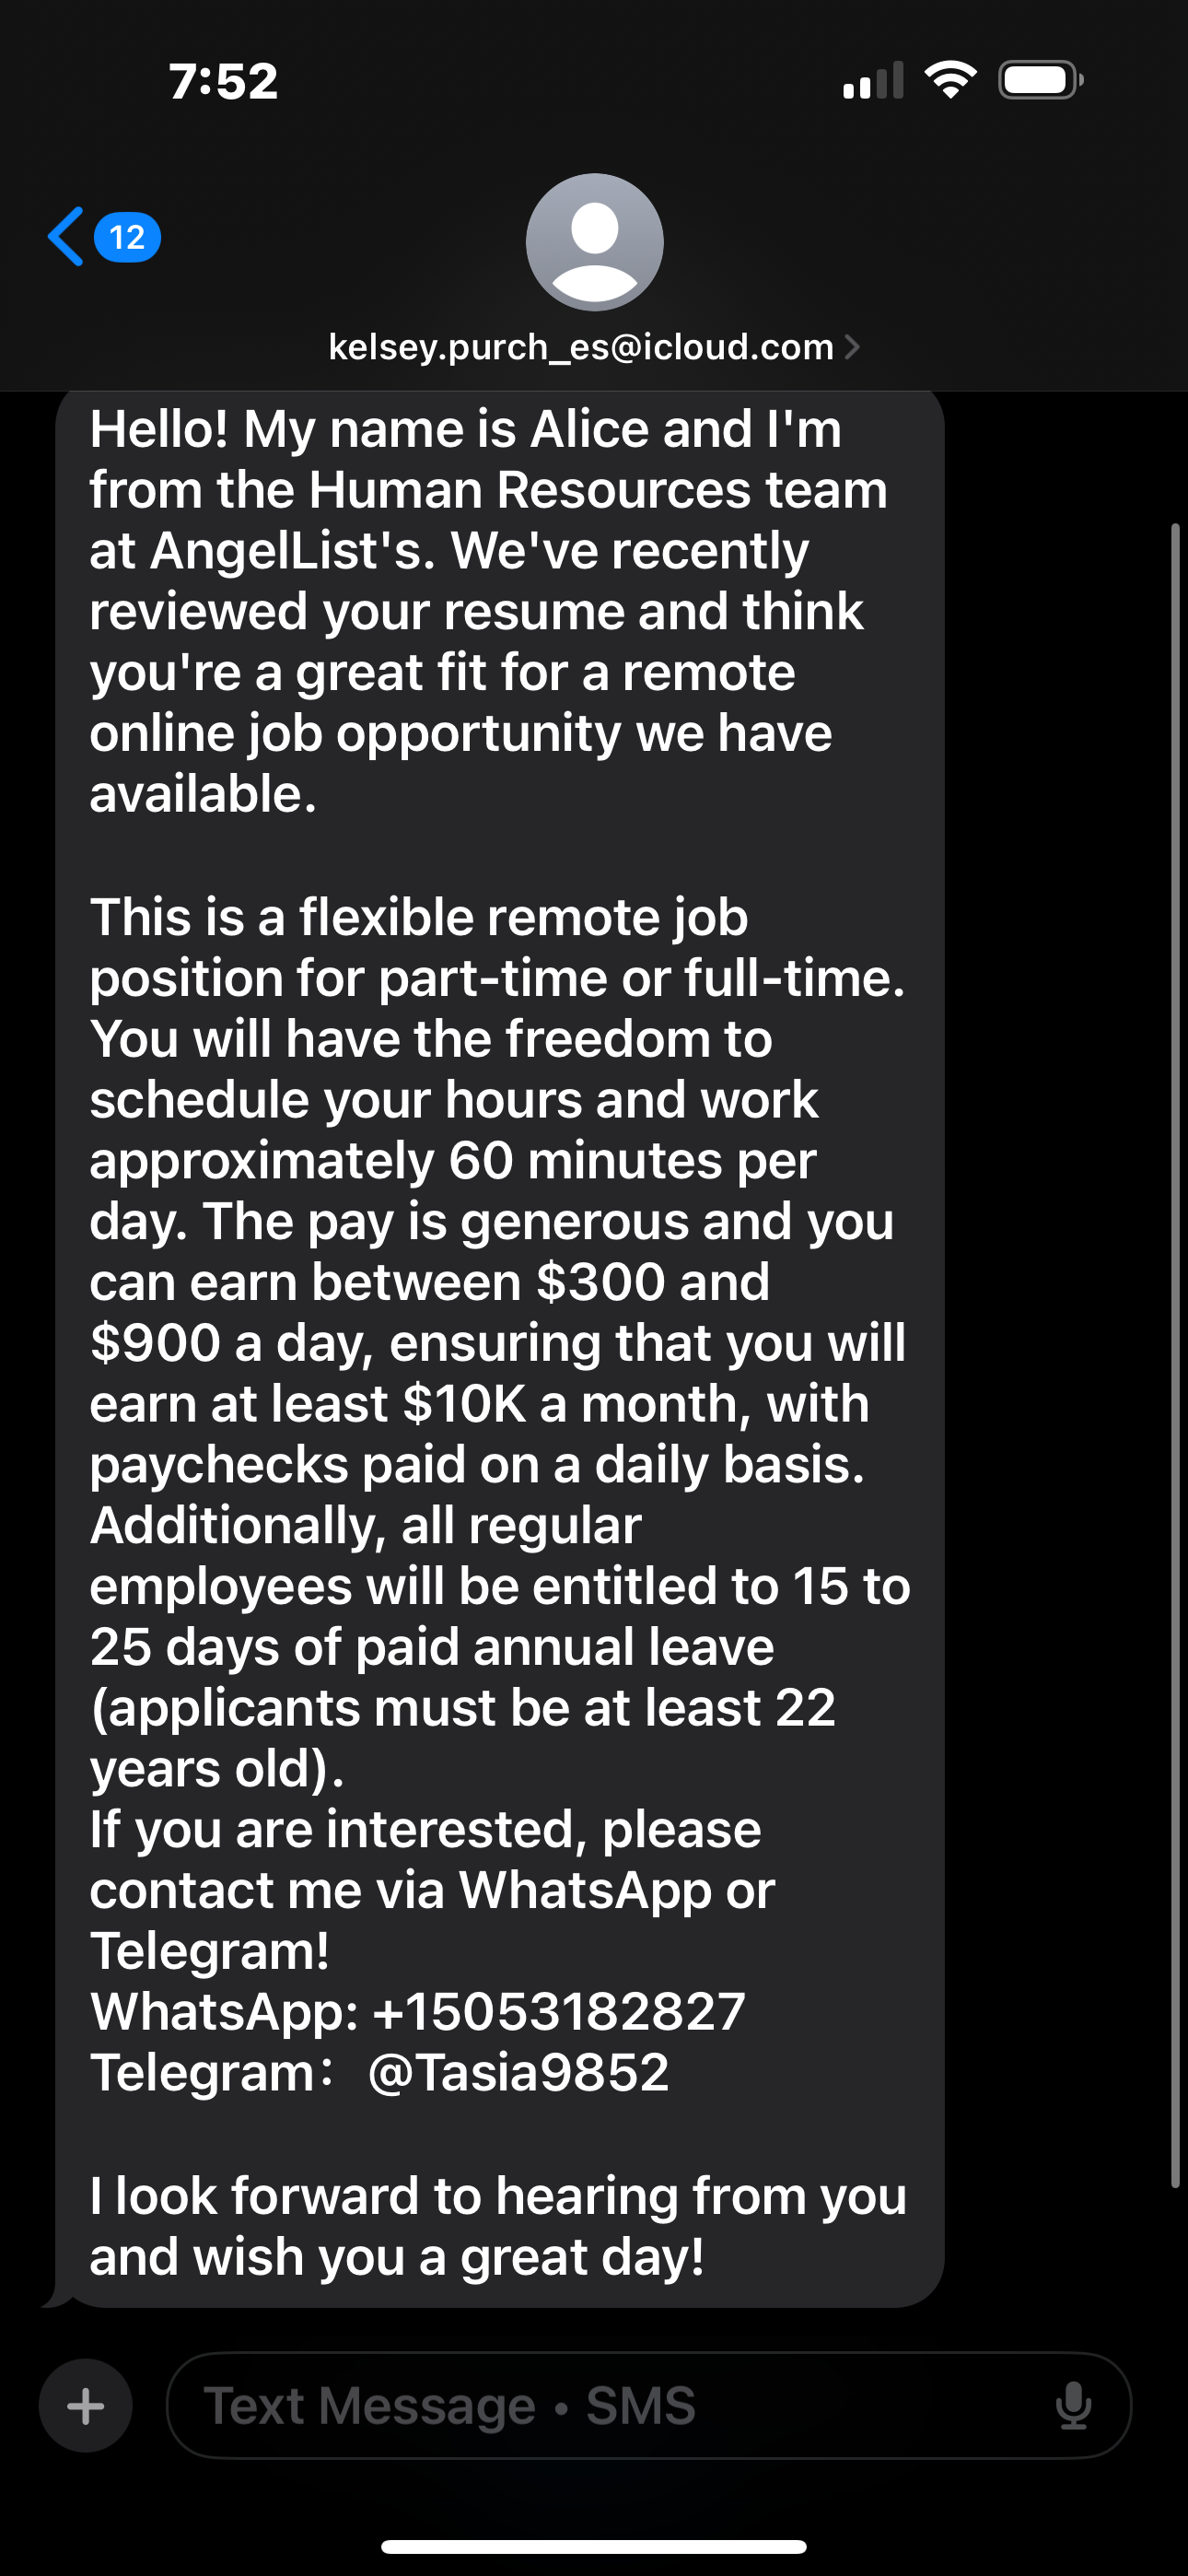 7:52
12
kelsey.purch_es@icloud.com
Hello! My name is Alice and I'm
from the Human Resources team
at AngelList's. We've recently
reviewed your resume and think
you're a great fit for a remote
online job opportunity we have
available.
This is a flexible remote job
position for part-time or full-time.
You will have the freedom to
schedule your hours and work
approximately 60 minutes per
day. The pay is generous and you
can earn between $300 and
$900 a day, ensuring that you will
earn at least $10K a month, with
paychecks paid on a daily basis.
Additionally, all regular
employees will be entitled to 15 to
25 days of paid annual leave
(applicants must be at least 22
years old).
If you are interested, please
contact me via WhatsApp or
Telegram!
WhatsApp: +15053182827
Telegram： @Tasia9852
I look forward to hearing from you
and wish you a great day!
Text Message • SMS